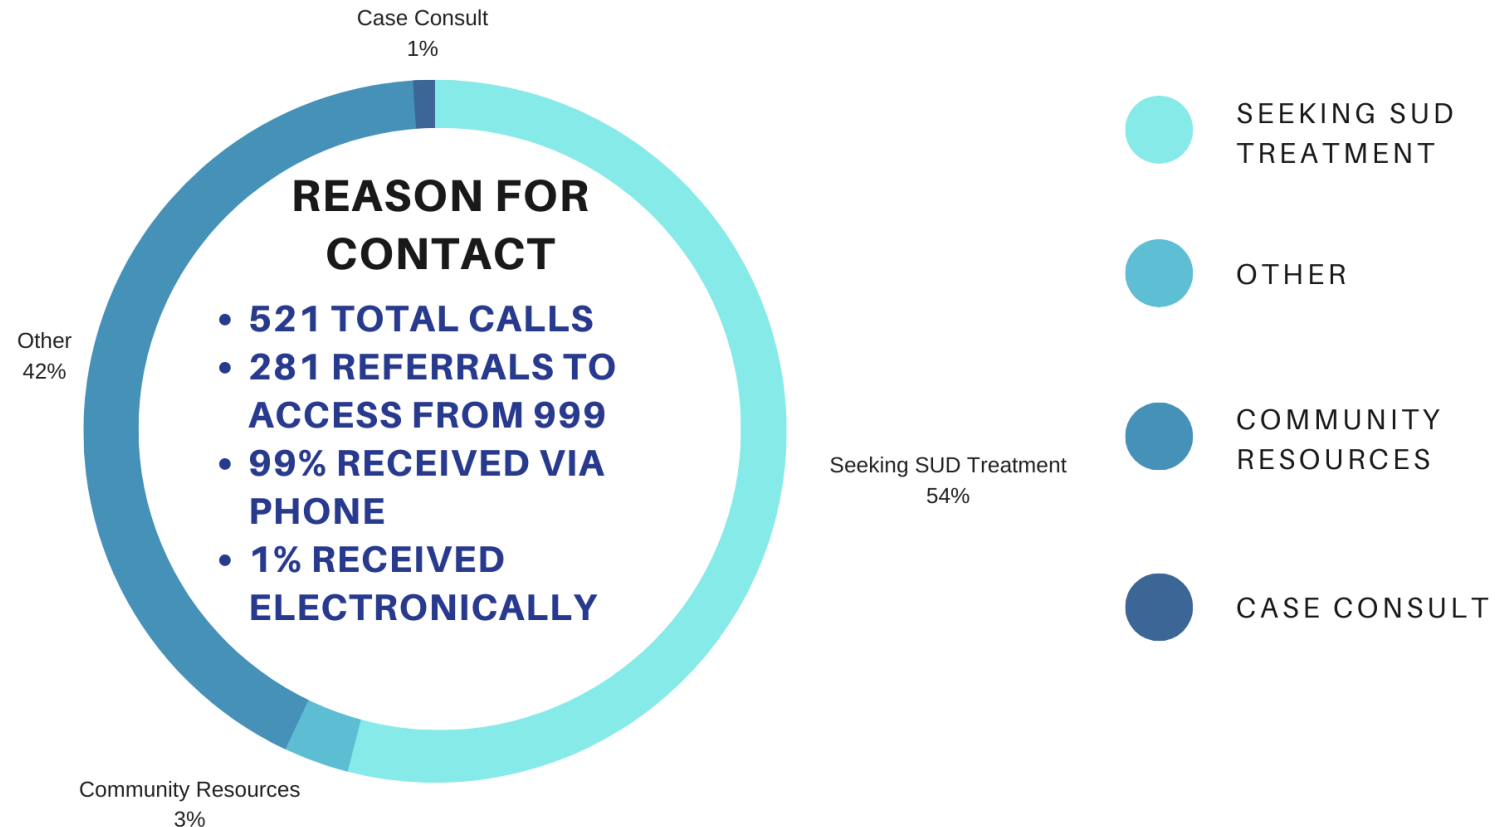 Case Consult
1%
REASON FOR
CONTACT
• 521 TOTAL CALLS
• 281 REFERRALS TO
ACCESS FROM 999
• 99% RECEIVED VIA
PHONE
• 1% RECEIVED
ELECTRONICALLY
Other
42%
Seeking SUD Treatment
54%
Community Resources
3%
SEEKING SUD
TREATMENT
OTHER
COMMUNITY
RESOURCES
CASE CONSULT